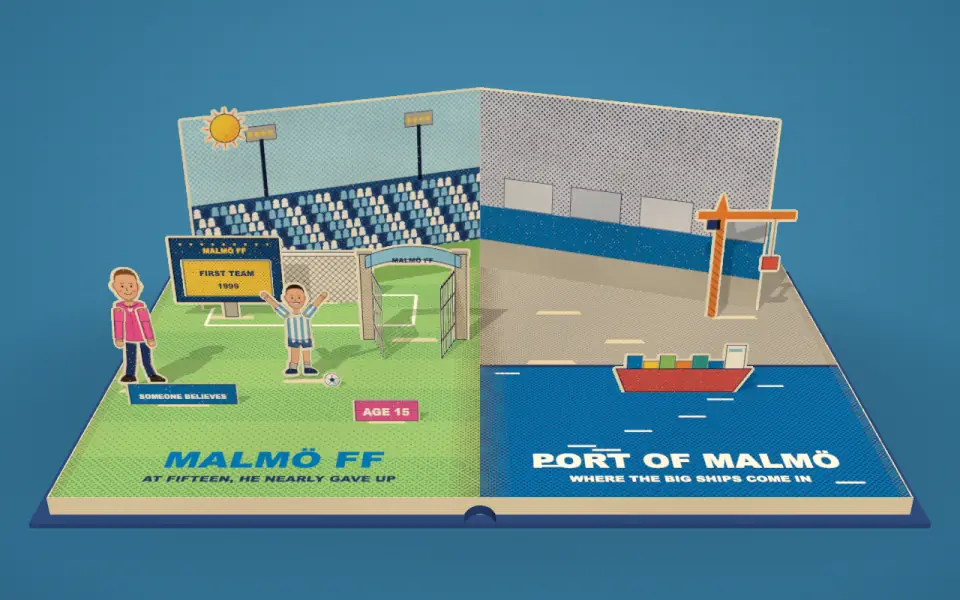 MALMÖ FF
FIRST TEAM
1999
MALMÖ FF
SOMEONE BELIEVES
AGE 15
MALMÖ FF
AT FIFTEEN, HE NEARLY GAVE UP
PORT OF MALMÖ
WHERE THE BIG SHIPS COME IN